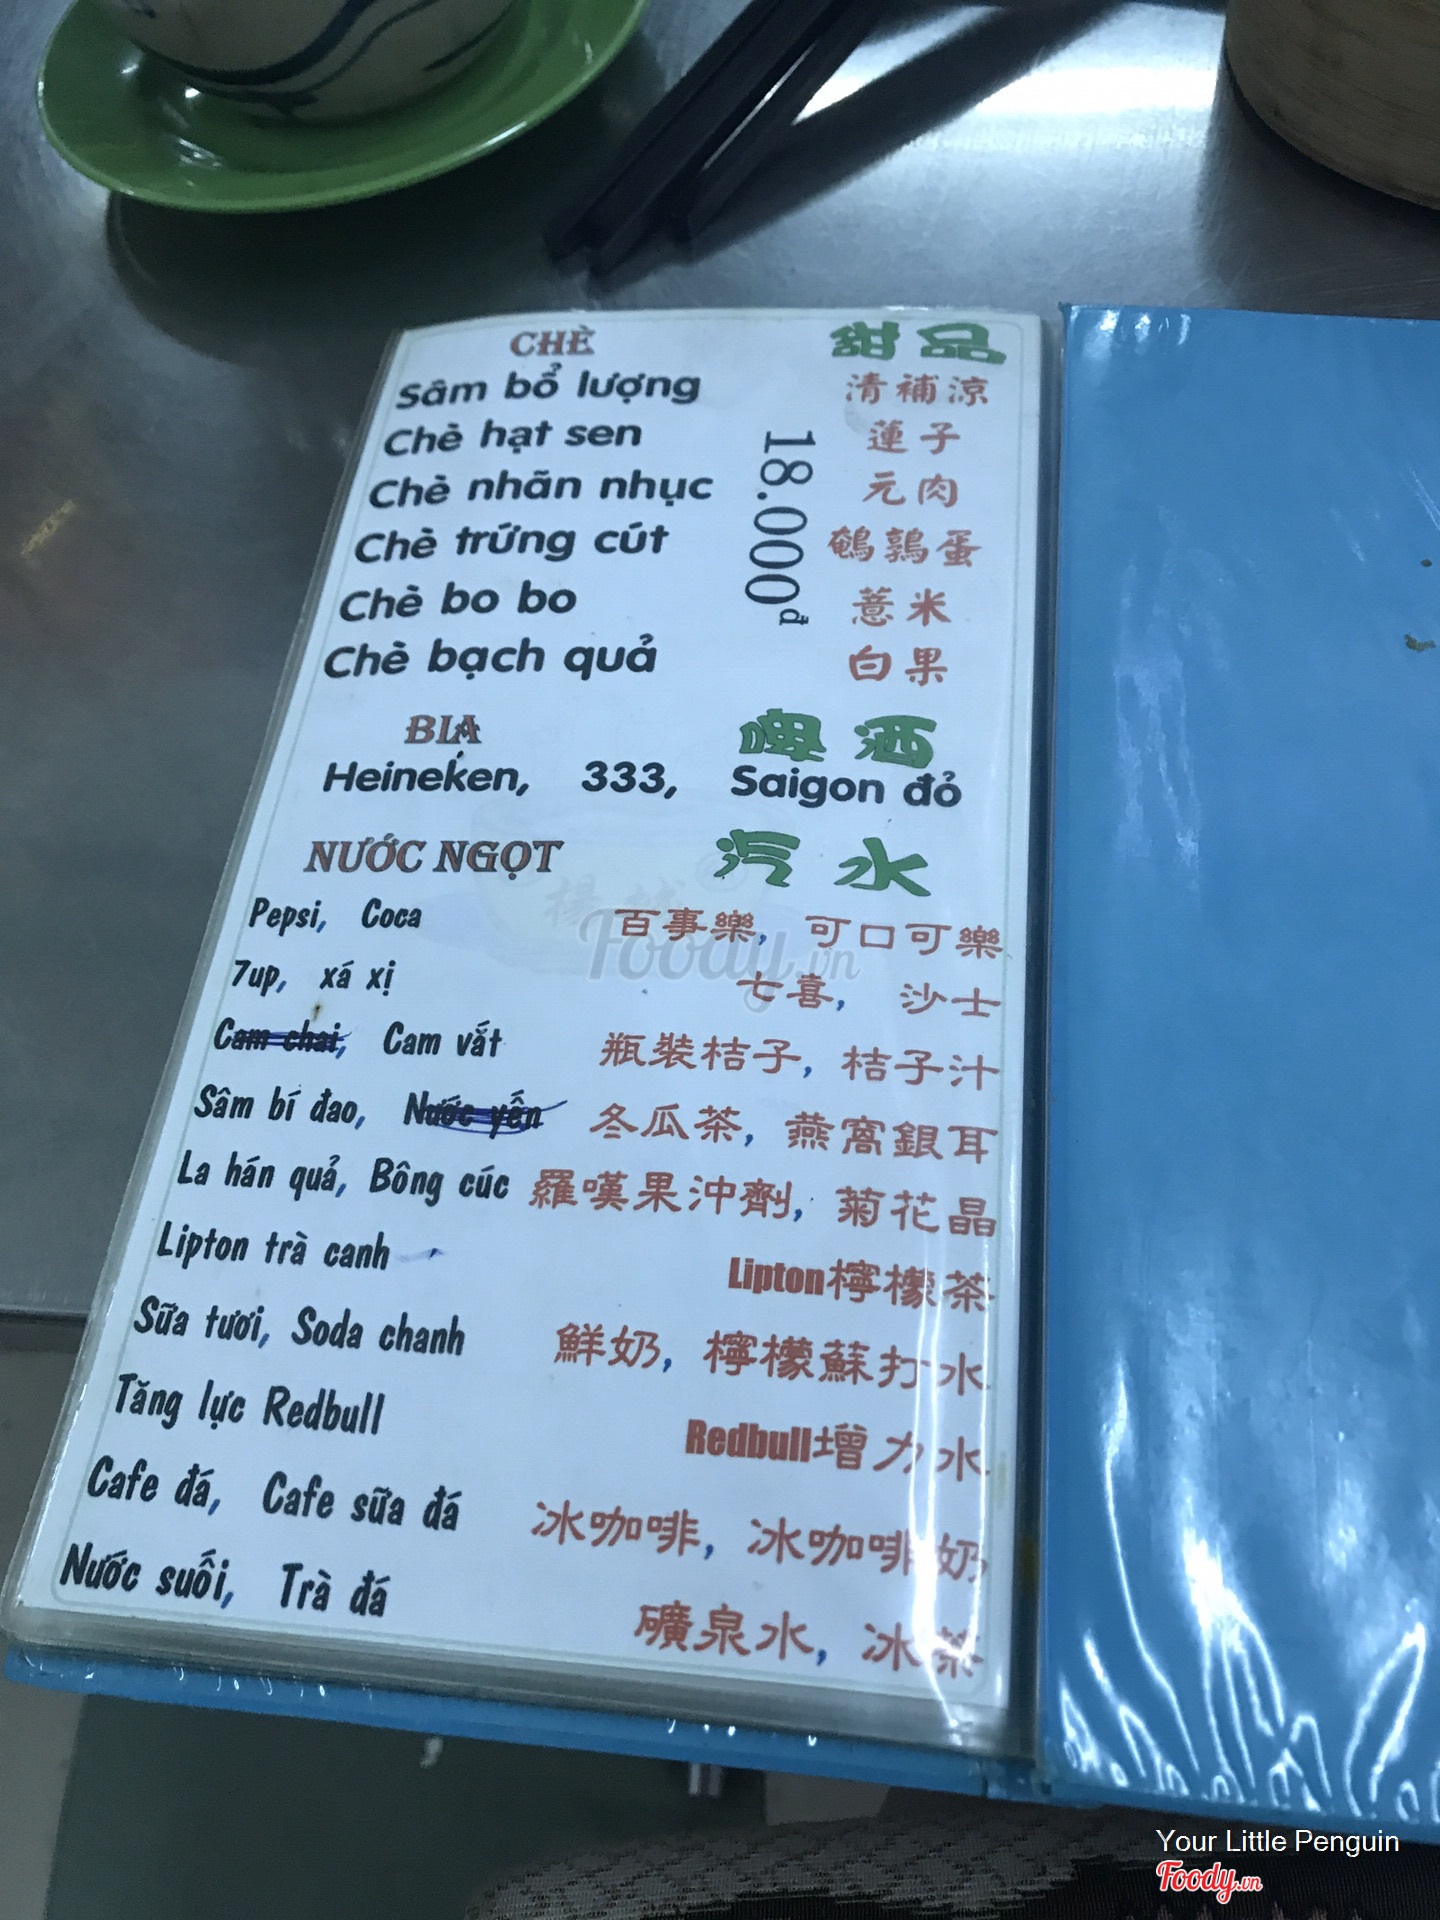 CHÈ 甜品
Sâm bổ lượng 清補涼
Chè hạt sen 蓮子
Chè nhãn nhục 元肉
Chè trứng cút 鵪鶉蛋
Chè bo bo 薏米
Chè bạch quả 白果
18.000đ
BIA 啤酒
Heineken, 333, Saigon đỏ
NƯỚC NGỌT 汽水
Pepsi, Coca 百事樂, 可口可樂
7up, xá xị 七喜, 沙士
Cam chai, Cam vắt 瓶裝桔子, 桔子汁
Sâm bí đao, Nước yến 冬瓜茶, 燕窩銀耳
La hán quả, Bông cúc 羅嘆果沖劑, 菊花晶
Lipton trà canh Lipton檸檬茶
Sữa tươi, Soda chanh 鮮奶, 檸檬蘇打水
Tăng lực Redbull Redbull增力水
Cafe đá, Cafe sữa đá 冰咖啡, 冰咖啡奶
Nước suối, Trà đá 礦泉水, 冰茶
Foody.vn
Your Little Penguin
Foody.vn